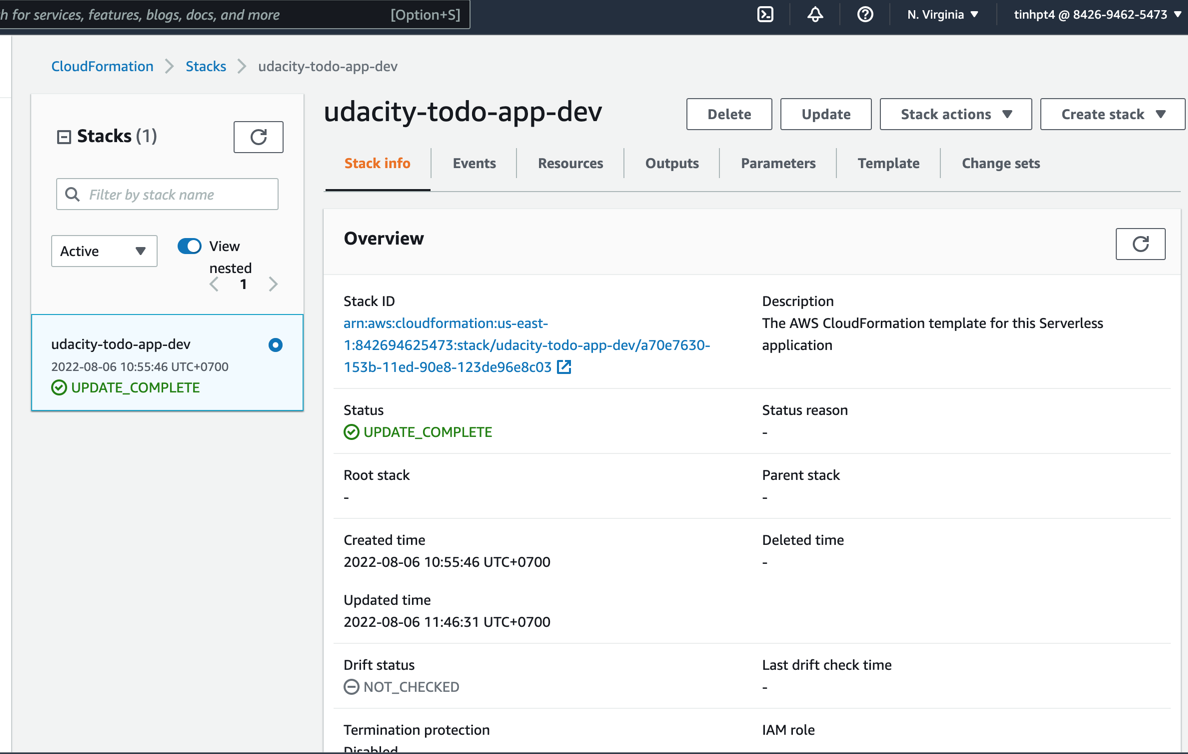 h for services, features, blogs, docs, and more [Option+S] N. Virginia ▼ tinhpt4 @ 8426-9462-5473 ▼
CloudFormation > Stacks > udacity-todo-app-dev
Stacks (1)
Filter by stack name
Active
View
nested
1
udacity-todo-app-dev
2022-08-06 10:55:46 UTC+0700
UPDATE_COMPLETE
udacity-todo-app-dev
Delete Update Stack actions ▼ Create stack ▼
Stack info Events Resources Outputs Parameters Template Change sets
Overview
Stack ID
arn:aws:cloudformation:us-east-
1:842694625473:stack/udacity-todo-app-dev/a70e7630-
153b-11ed-90e8-123de96e8c03
Description
The AWS CloudFormation template for this Serverless
application
Status
UPDATE_COMPLETE
Status reason
-
Root stack
-
Parent stack
-
Created time
2022-08-06 10:55:46 UTC+0700
Deleted time
-
Updated time
2022-08-06 11:46:31 UTC+0700
Drift status
NOT_CHECKED
Last drift check time
-
Termination protection
Disabled
IAM role